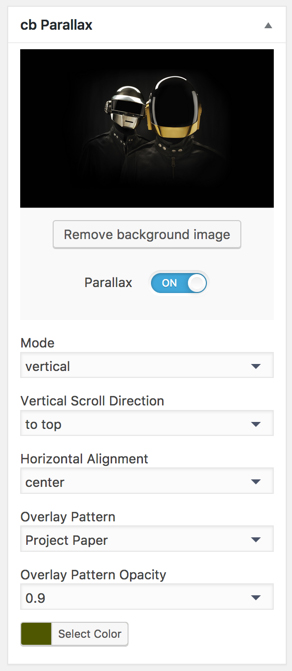 cb Parallax
Remove background image
Parallax ON
Mode
vertical
Vertical Scroll Direction
to top
Horizontal Alignment
center
Overlay Pattern
Project Paper
Overlay Pattern Opacity
0.9
Select Color